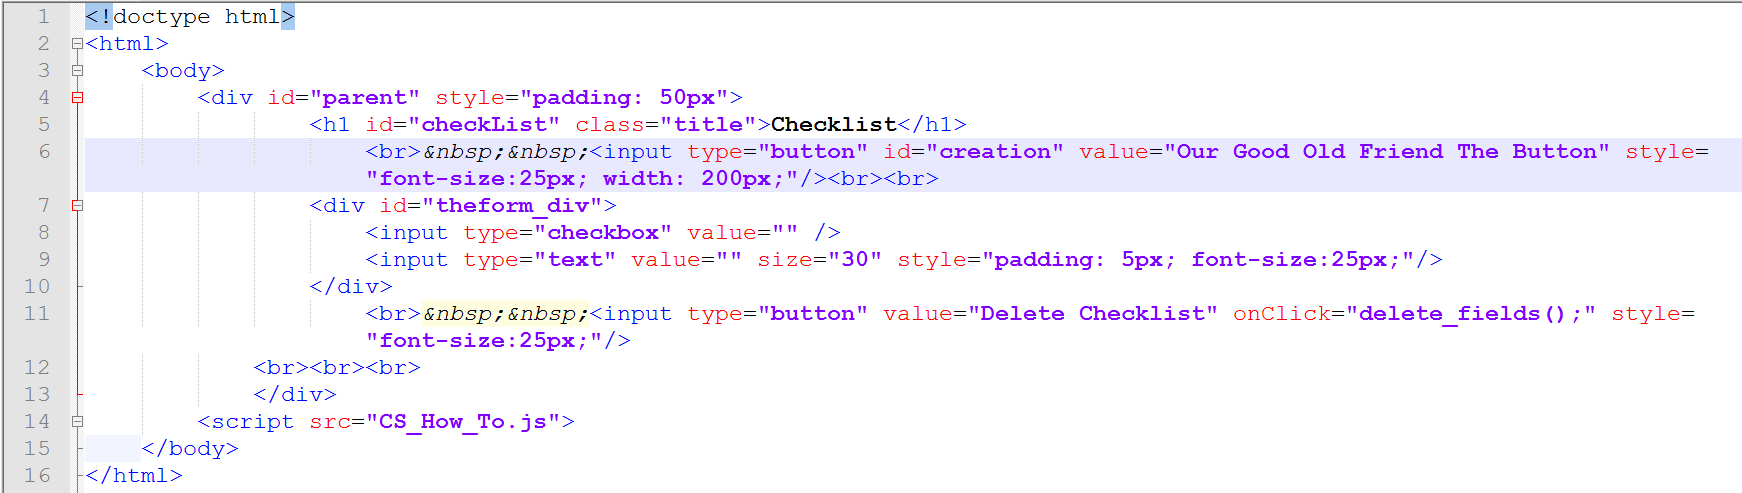 1 <!doctype html>
2 <html>
3 <body>
4 <div id="parent" style="padding: 50px">
5 <h1 id="checkList" class="title">Checklist</h1>
6 <br>&nbsp;&nbsp;<input type="button" id="creation" value="Our Good Old Friend The Button" style=
"font-size:25px; width: 200px;"/><br><br>
7 <div id="theform_div">
8 <input type="checkbox" value="" />
9 <input type="text" value="" size="30" style="padding: 5px; font-size:25px;"/>
10 </div>
11 <br>&nbsp;&nbsp;<input type="button" value="Delete Checklist" onClick="delete_fields();" style=
"font-size:25px;"/>
12 <br><br><br>
13 </div>
14 <script src="CS_How_To.js">
15 </body>
16 </html>